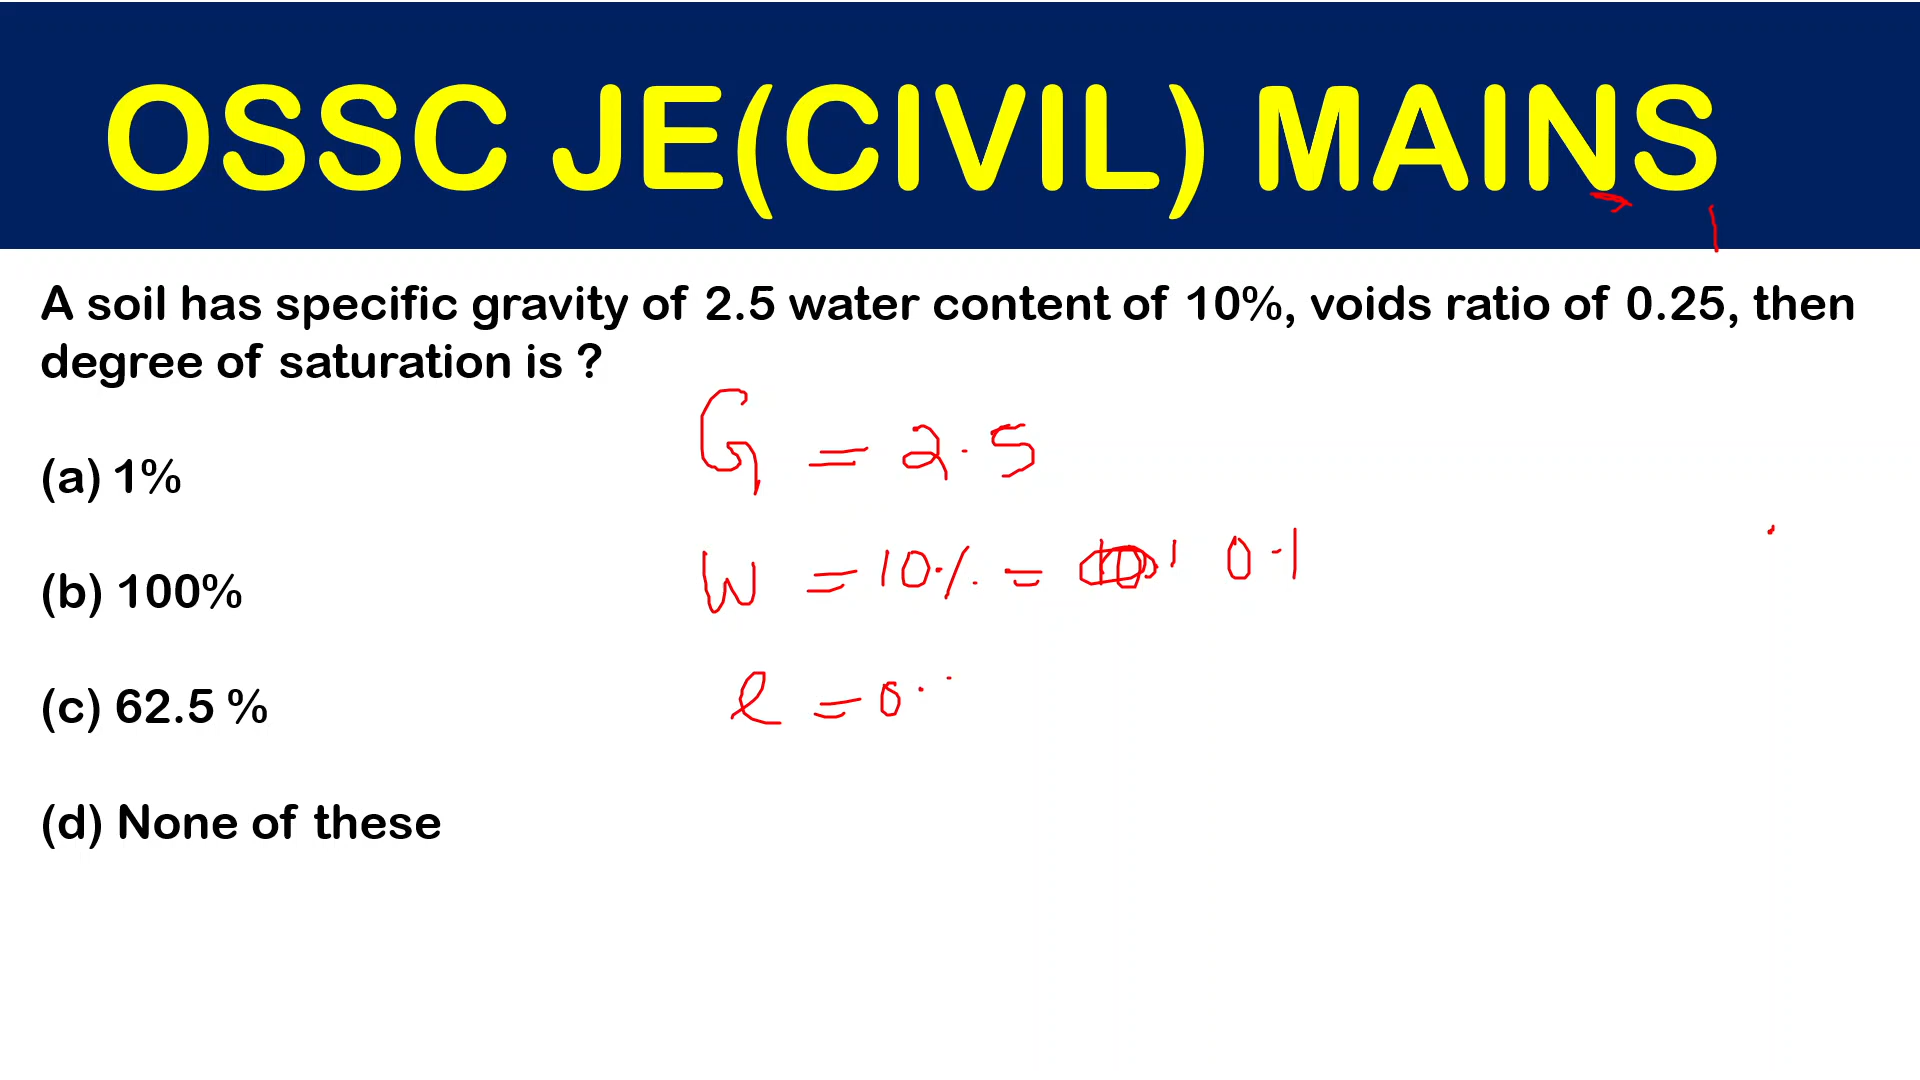 OSSC JE(CIVIL) MAINS
A soil has specific gravity of 2.5 water content of 10%, voids ratio of 0.25, then
degree of saturation is ?
G = 2.5
(a) 1%
w = 10% = 0.1
(b) 100%
e = 0.
(c) 62.5 %
(d) None of these